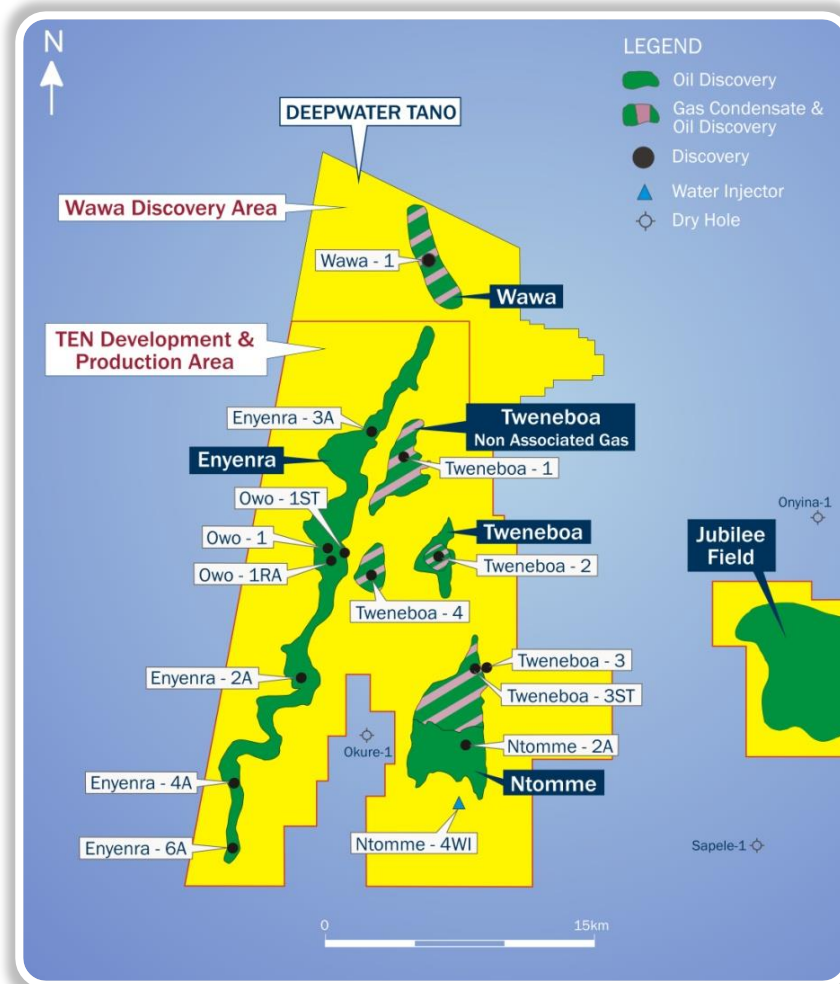 N
LEGEND
Oil Discovery
Gas Condensate &
Oil Discovery
Discovery
Water Injector
Dry Hole
DEEPWATER TANO
Wawa Discovery Area
Wawa - 1
Wawa
TEN Development &
Production Area
Enyenra - 3A
Tweneboa
Non Associated Gas
Enyenra
Tweneboa - 1
Owo - 1ST
Onyina-1
Owo - 1
Tweneboa
Jubilee
Field
Owo - 1RA
Tweneboa - 2
Tweneboa - 4
Enyenra - 2A
Tweneboa - 3
Tweneboa - 3ST
Okure-1
Ntomme - 2A
Enyenra - 4A
Ntomme
Enyenra - 6A
Ntomme - 4WI
Sapele-1
0
15km